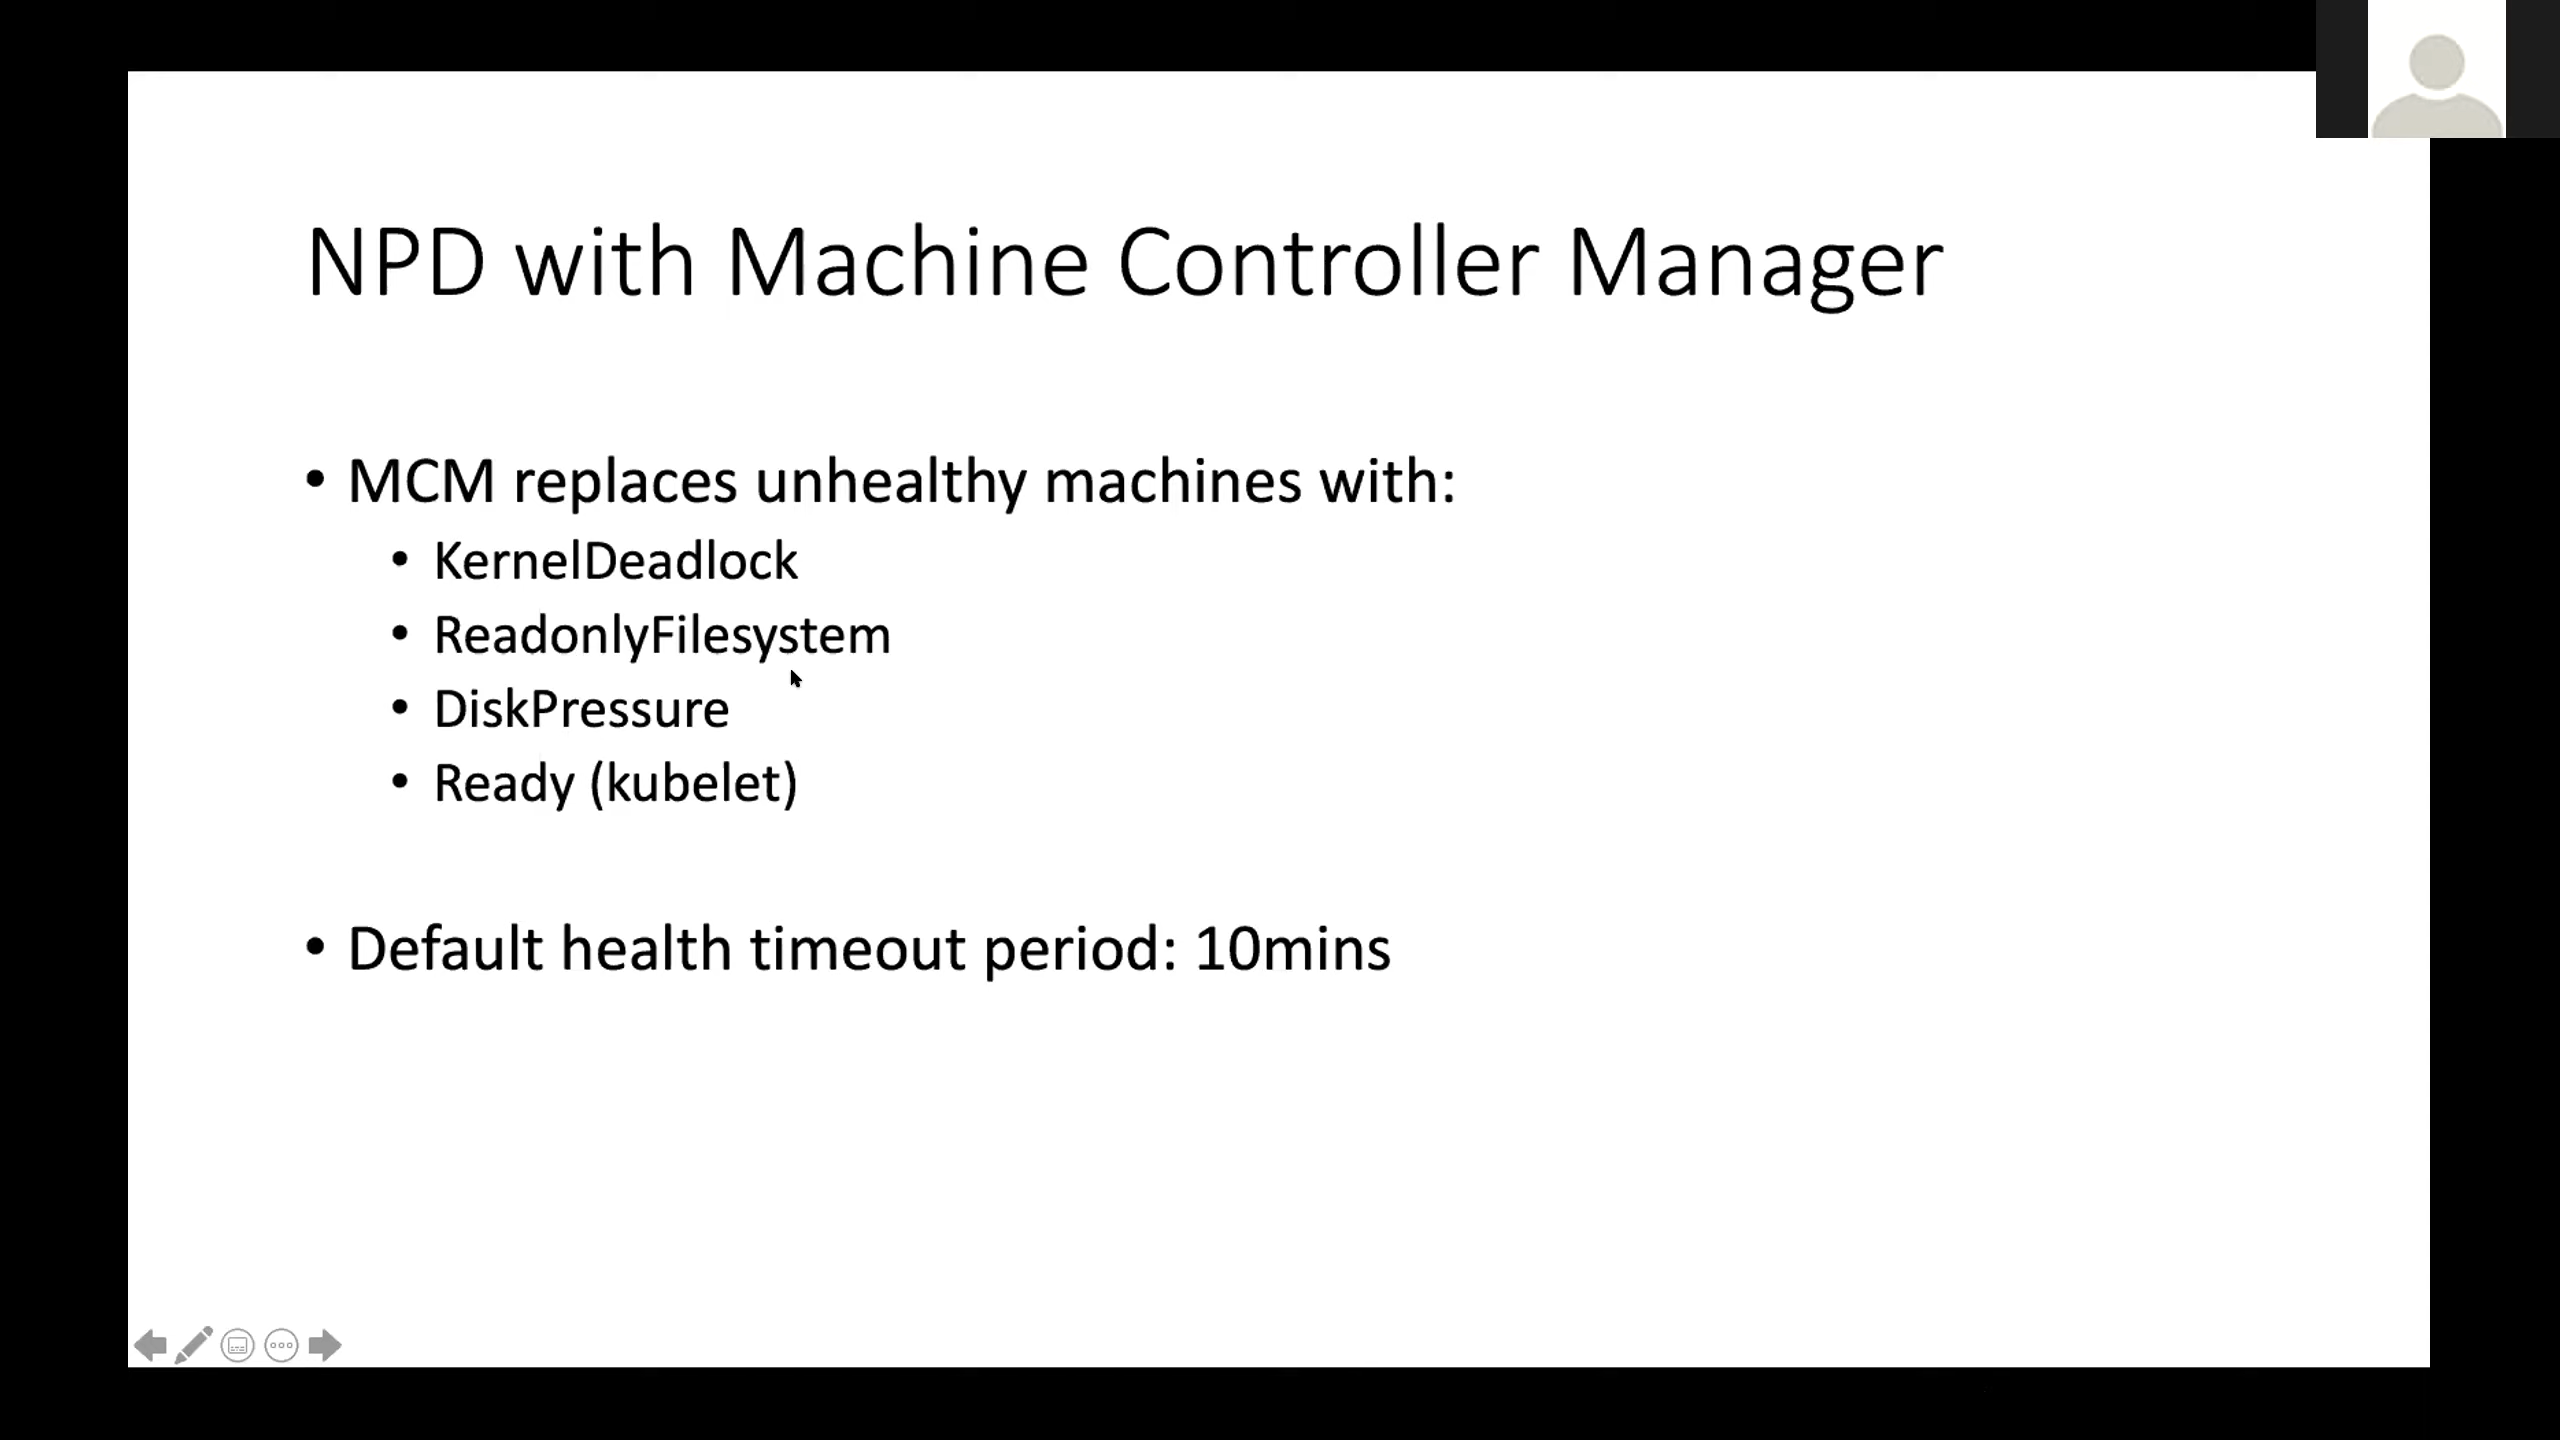 NPD with Machine Controller Manager
• MCM replaces unhealthy machines with:
• KernelDeadlock
• ReadonlyFilesystem
• DiskPressure
• Ready (kubelet)
• Default health timeout period: 10mins